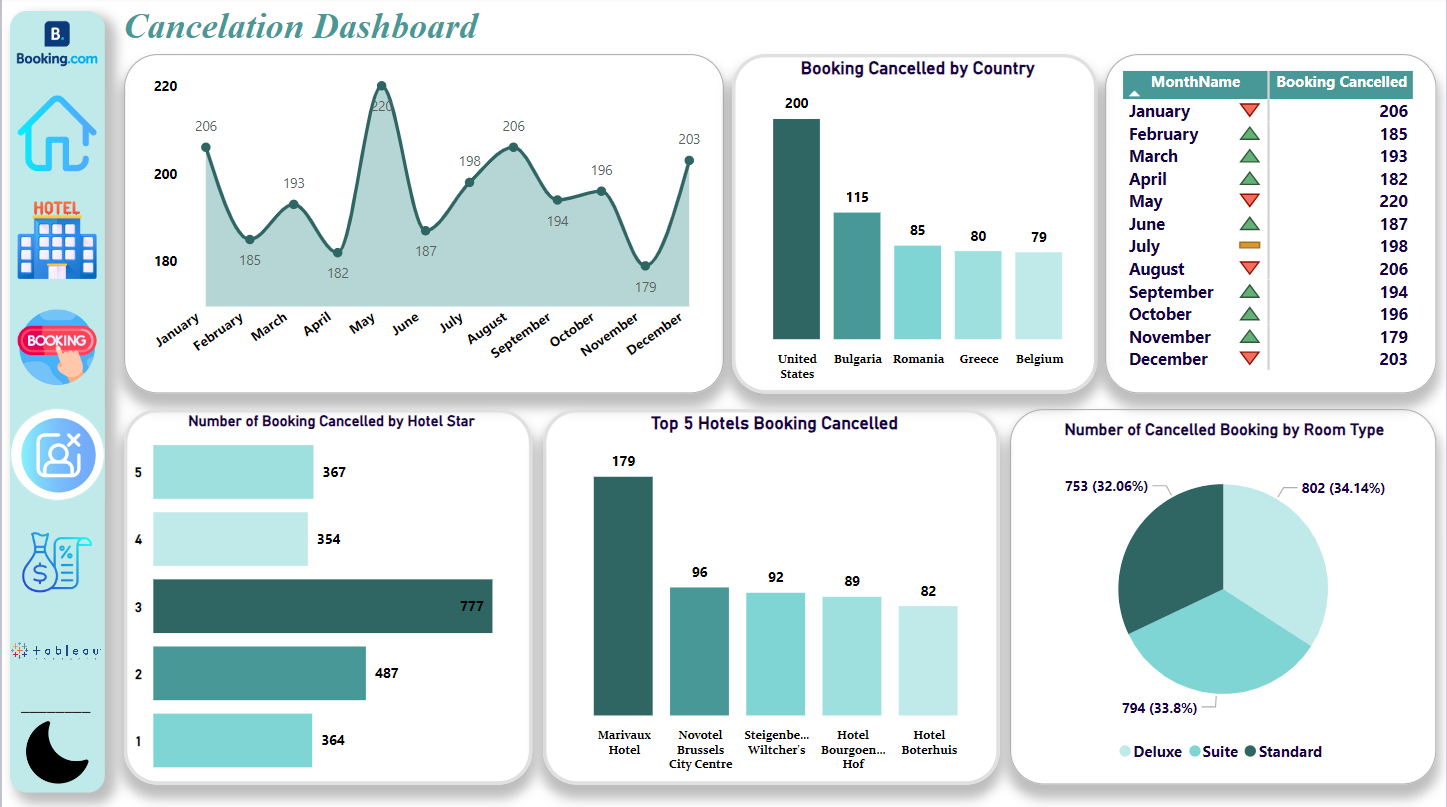 B.
Booking.com
HOTEL
BOOKING
tableau
Cancelation Dashboard
220
200
180
206
185
193
182
220
187
198
206
194
196
179
203
January
February
March
April
May
June
July
August
September
October
November
December
Booking Cancelled by Country
200
115
85
80
79
United
States
Bulgaria
Romania
Greece
Belgium
MonthName Booking Cancelled
January 206
February 185
March 193
April 182
May 220
June 187
July 198
August 206
September 194
October 196
November 179
December 203
Number of Booking Cancelled by Hotel Star
5 367
4 354
3 777
2 487
1 364
Top 5 Hotels Booking Cancelled
179
96
92
89
82
Marivaux
Hotel
Novotel
Brussels
City Centre
Steigenbe...
Wiltcher's
Hotel
Bourgoen...
Hof
Hotel
Boterhuis
Number of Cancelled Booking by Room Type
753 (32.06%)
802 (34.14%)
794 (33.8%)
Deluxe Suite Standard